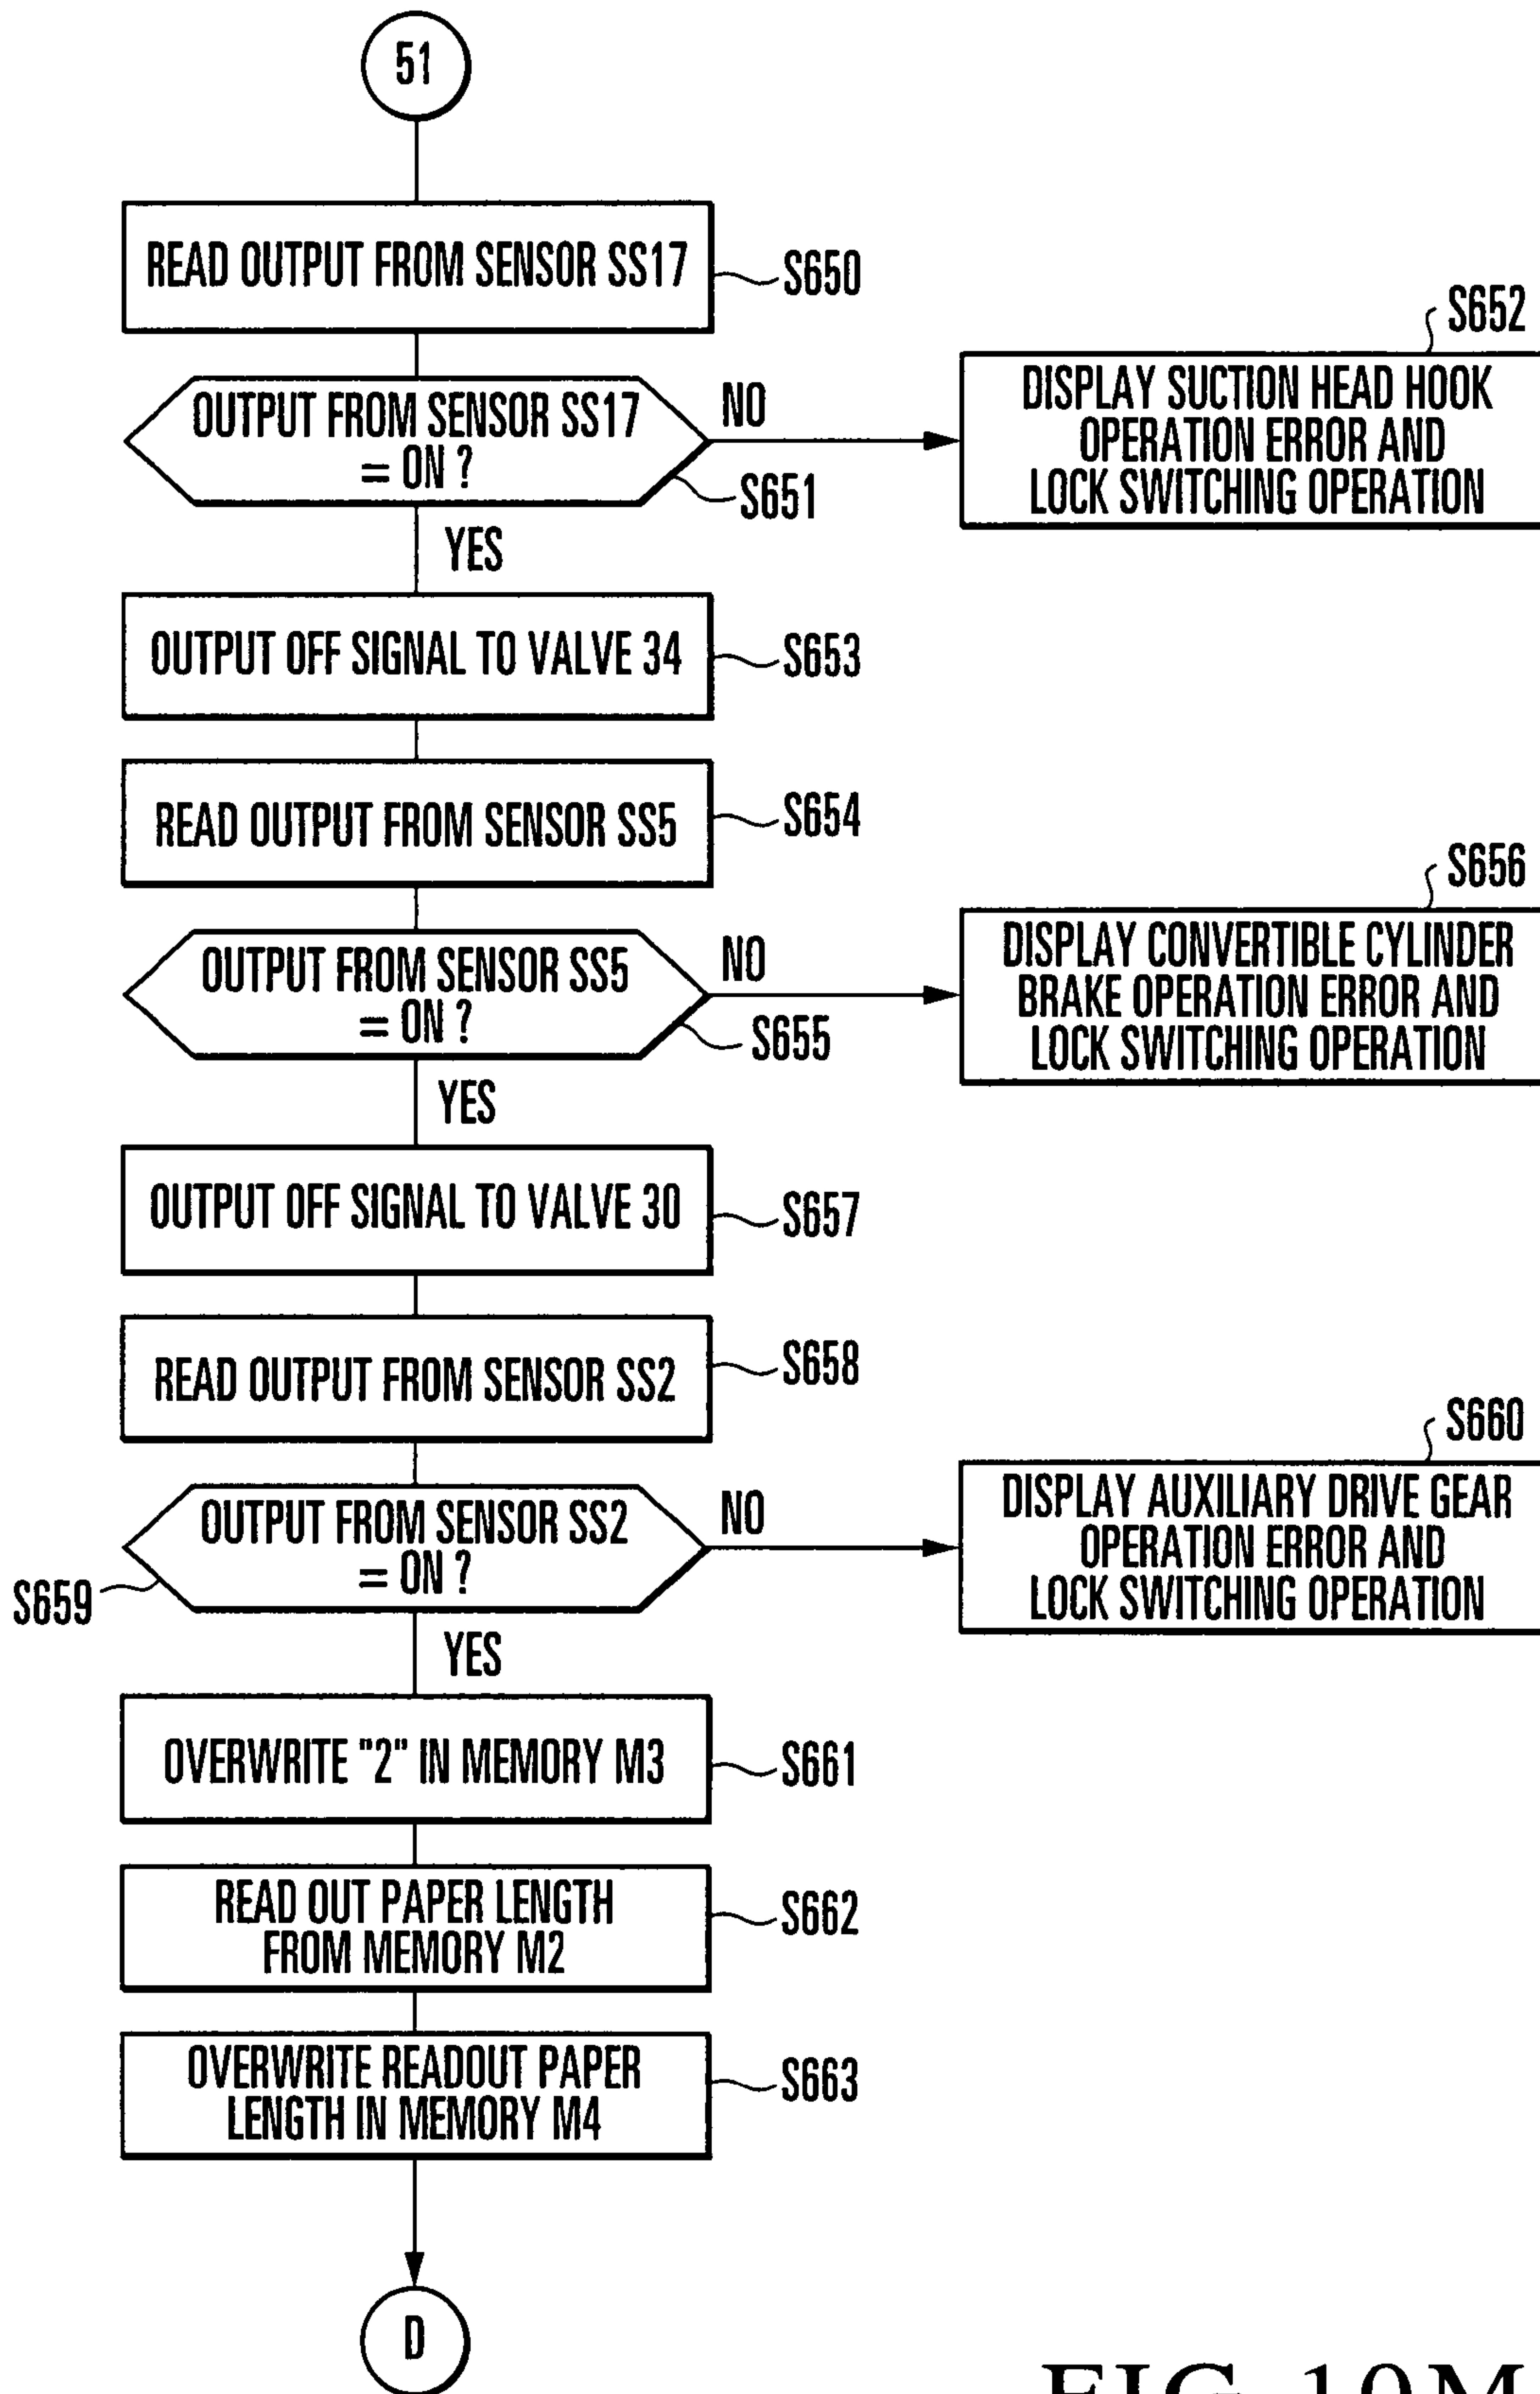 51
READ OUTPUT FROM SENSOR SS17
S650
OUTPUT FROM SENSOR SS17
= ON ?
NO
S651
S652
DISPLAY SUCTION HEAD HOOK
OPERATION ERROR AND
LOCK SWITCHING OPERATION
YES
OUTPUT OFF SIGNAL TO VALVE 34
S653
READ OUTPUT FROM SENSOR SS5
S654
OUTPUT FROM SENSOR SS5
= ON ?
NO
S655
S656
DISPLAY CONVERTIBLE CYLINDER
BRAKE OPERATION ERROR AND
LOCK SWITCHING OPERATION
YES
OUTPUT OFF SIGNAL TO VALVE 30
S657
READ OUTPUT FROM SENSOR SS2
S658
OUTPUT FROM SENSOR SS2
= ON ?
NO
S659
S660
DISPLAY AUXILIARY DRIVE GEAR
OPERATION ERROR AND
LOCK SWITCHING OPERATION
YES
OVERWRITE "2" IN MEMORY M3
S661
READ OUT PAPER LENGTH
FROM MEMORY M2
S662
OVERWRITE READOUT PAPER
LENGTH IN MEMORY M4
S663
D